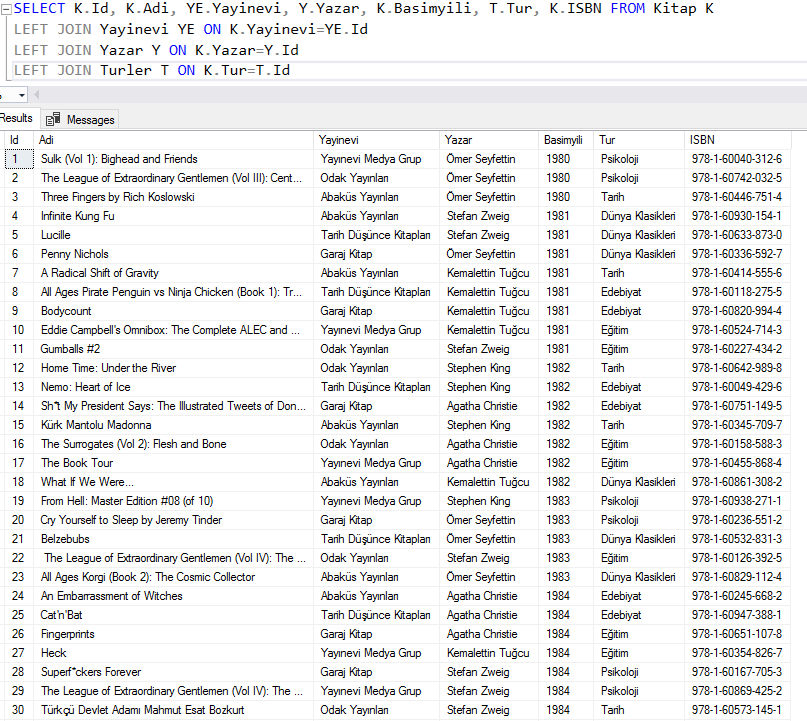 SELECT K.Id, K.Adi, YE.Yayinevi, Y.Yazar, K.Basimyili, T.Tur, K.ISBN FROM Kitap K
LEFT JOIN Yayinevi YE ON K.Yayinevi=YE.Id
LEFT JOIN Yazar Y ON K.Yazar=Y.Id
LEFT JOIN Turler T ON K.Tur=T.Id
Results Messages
Id Adi Yayinevi Yazar Basimyili Tur ISBN
1 Sulk (Vol 1): Bighead and Friends Yayınevi Medya Grup Ömer Seyfettin 1980 Psikoloji 978-1-60040-312-6
2 The League of Extraordinary Gentlemen (Vol III): Cent... Odak Yayınları Ömer Seyfettin 1980 Psikoloji 978-1-60742-032-5
3 Three Fingers by Rich Koslowski Abaküs Yayınları Ömer Seyfettin 1980 Tarih 978-1-60446-751-4
4 Infinite Kung Fu Abaküs Yayınları Stefan Zweig 1981 Dünya Klasikleri 978-1-60930-154-1
5 Lucille Tarih Düşünce Kitapları Stefan Zweig 1981 Dünya Klasikleri 978-1-60633-873-0
6 Penny Nichols Garaj Kitap Ömer Seyfettin 1981 Dünya Klasikleri 978-1-60336-592-7
7 A Radical Shift of Gravity Abaküs Yayınları Kemalettin Tuğcu 1981 Tarih 978-1-60414-555-6
8 All Ages Pirate Penguin vs Ninja Chicken (Book 1): Tr... Tarih Düşünce Kitapları Kemalettin Tuğcu 1981 Edebiyat 978-1-60118-275-5
9 Bodycount Garaj Kitap Kemalettin Tuğcu 1981 Edebiyat 978-1-60820-994-4
10 Eddie Campbell's Omnibox: The Complete ALEC and ... Yayınevi Medya Grup Kemalettin Tuğcu 1981 Eğitim 978-1-60524-714-3
11 Gumballs #2 Odak Yayınları Stefan Zweig 1981 Eğitim 978-1-60227-434-2
12 Home Time: Under the River Odak Yayınları Stephen King 1982 Tarih 978-1-60642-989-8
13 Nemo: Heart of Ice Tarih Düşünce Kitapları Stephen King 1982 Edebiyat 978-1-60049-429-6
14 Sh*t My President Says: The Illustrated Tweets of Don... Garaj Kitap Agatha Christie 1982 Edebiyat 978-1-60751-149-5
15 Kürk Mantolu Madonna Abaküs Yayınları Stephen King 1982 Tarih 978-1-60345-709-7
16 The Surrogates (Vol 2): Flesh and Bone Odak Yayınları Agatha Christie 1982 Eğitim 978-1-60158-588-3
17 The Book Tour Yayınevi Medya Grup Agatha Christie 1982 Eğitim 978-1-60455-868-4
18 What If We Were... Abaküs Yayınları Kemalettin Tuğcu 1982 Dünya Klasikleri 978-1-60861-308-2
19 From Hell: Master Edition #08 (of 10) Yayınevi Medya Grup Stephen King 1983 Psikoloji 978-1-60938-271-1
20 Cry Yourself to Sleep by Jeremy Tinder Garaj Kitap Ömer Seyfettin 1983 Psikoloji 978-1-60236-551-2
21 Belzebubs Tarih Düşünce Kitapları Ömer Seyfettin 1983 Dünya Klasikleri 978-1-60532-831-3
22 The League of Extraordinary Gentlemen (Vol IV): The ... Odak Yayınları Stefan Zweig 1983 Eğitim 978-1-60126-392-5
23 All Ages Korgi (Book 2): The Cosmic Collector Abaküs Yayınları Ömer Seyfettin 1983 Dünya Klasikleri 978-1-60829-112-4
24 An Embarrassment of Witches Abaküs Yayınları Agatha Christie 1984 Edebiyat 978-1-60245-668-2
25 Cat'n'Bat Tarih Düşünce Kitapları Agatha Christie 1984 Edebiyat 978-1-60947-388-1
26 Fingerprints Garaj Kitap Agatha Christie 1984 Eğitim 978-1-60651-107-8
27 Heck Yayınevi Medya Grup Kemalettin Tuğcu 1984 Eğitim 978-1-60354-826-7
28 Superf*ckers Forever Garaj Kitap Stefan Zweig 1984 Psikoloji 978-1-60167-705-3
29 The League of Extraordinary Gentlemen (Vol IV): The ... Yayınevi Medya Grup Stefan Zweig 1984 Psikoloji 978-1-60869-425-2
30 Türkçü Devlet Adamı Mahmut Esat Bozkurt Odak Yayınları Stefan Zweig 1984 Tarih 978-1-60573-145-1